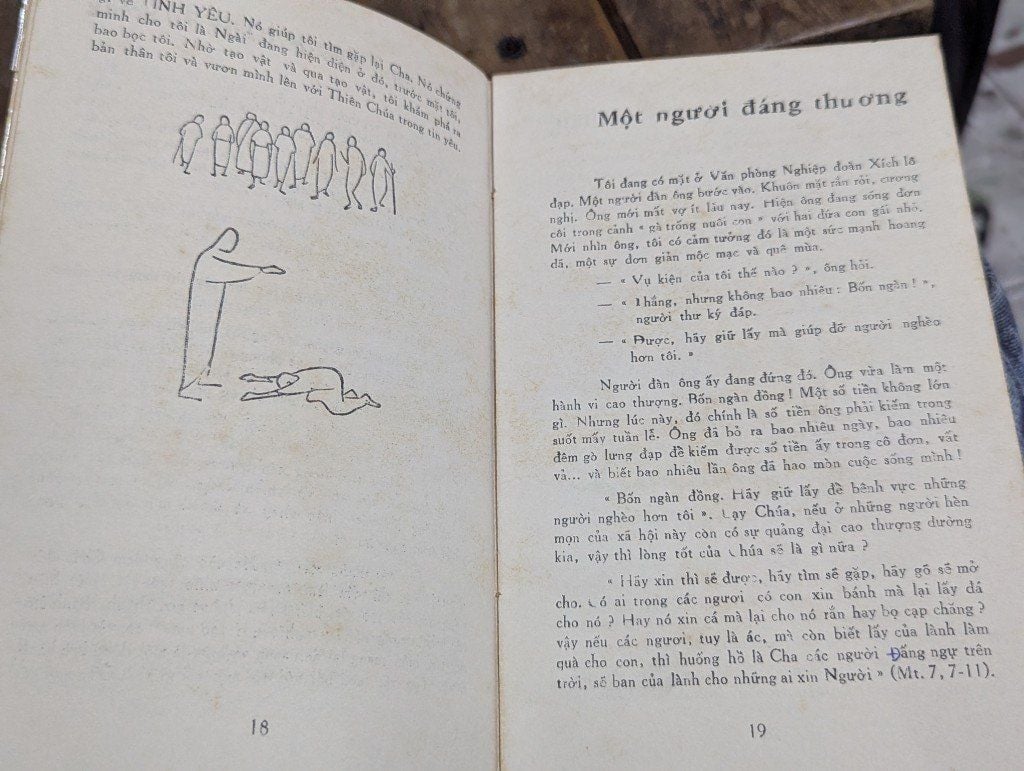 TÌNH YÊU. Nó giúp tôi tìm gặp lại Cha. Nó chứng
minh cho tôi là Ngài đang hiện diện ở đó, trước mặt tôi,
bao bọc tôi. Nhờ tạo vật và qua tạo vật, tôi khám phá ra
bản thân tôi và vươn mình lên với Thiên Chúa trong tin yêu.
18
Một người đáng thương
Tôi đang có mặt ở Văn phòng Nghiệp đoàn Xích lô
đạp. Một người đàn ông bước vào. Khuôn mặt rắn rỏi, cương
nghị. Ông mới mất vợ ít lâu nay. Hiện ông đang sống đơn
côi trong cảnh « gà trống nuôi con » với hai đứa con gái nhỏ.
Mới nhìn ông, tôi có cảm tưởng đó là một sức mạnh hoang
dã, một sự đơn giản mộc mạc và quê mùa.
— « Vụ kiện của tôi thế nào ? », ông hỏi.
— « Thắng, nhưng không bao nhiêu : Bốn ngàn ! »,
người thư ký đáp.
— « Được, hãy giữ lấy mà giúp đỡ người nghèo
hơn tôi. »
Người đàn ông ấy đang đứng đó. Ông vừa làm một
hành vi cao thượng. Bốn ngàn đồng ! Một số tiền không lớn
gì. Nhưng lúc này, đó chính là số tiền ông phải kiếm trong
suốt mấy tuần lễ. Ông đã bỏ ra bao nhiêu ngày, bao nhiêu
đêm gò lưng đạp để kiếm được số tiền ấy trong cô đơn, vất
vả... và biết bao nhiêu lần ông đã hao mòn cuộc sống mình !
« Bốn ngàn đồng. Hãy giữ lấy để bênh vực những
người nghèo hơn tôi ». Lạy Chúa, nếu ở những người hèn
mọn của xã hội này còn có sự quảng đại cao thượng dường
kia, vậy thì lòng tốt của Chúa sẽ là gì nữa ?
« Hãy xin thì sẽ được, hãy tìm sẽ gặp, hãy gõ sẽ mở
cho. Có ai trong các ngươi có con xin bánh mà lại lấy đá
cho nó ? Hay nó xin cá mà lại cho nó rắn hay bọ cạp chăng ?
vậy nếu các ngươi, tuy là ác, mà còn biết lấy của lành làm
quà cho con, thì huống hồ là Cha các người Đấng ngự trên
trời, sẽ ban của lành cho những ai xin Người » (Mt. 7, 7-11).
19